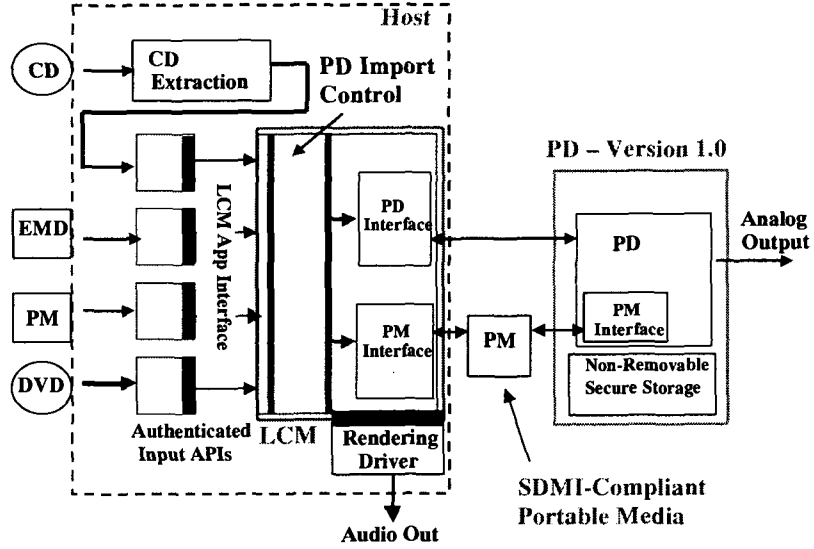 Host
CD
CD
Extraction
PD Import
Control
PD – Version 1.0
EMD
PM
DVD
LCM App Interface
PD
Interface
PM
Interface
PM
PD
PM
Interface
Non-Removable
Secure Storage
Analog
Output
Authenticated
Input APIs
LCM
Rendering
Driver
SDMI-Compliant
Portable Media
Audio Out